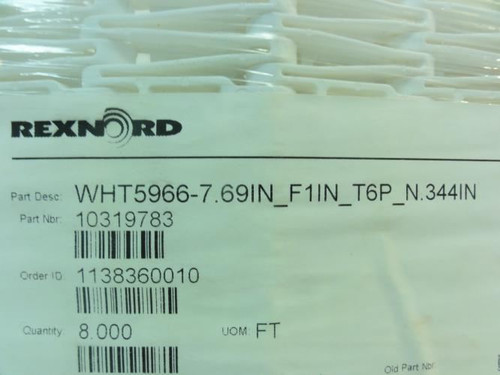 REXNORD
Part Desc: WHT5966-7.69IN_F1IN_T6P_N.344IN
Part Nbr: 10319783
Order ID: 1138360010
Quantity: 8.000 UOM: FT
Old Part Nbr